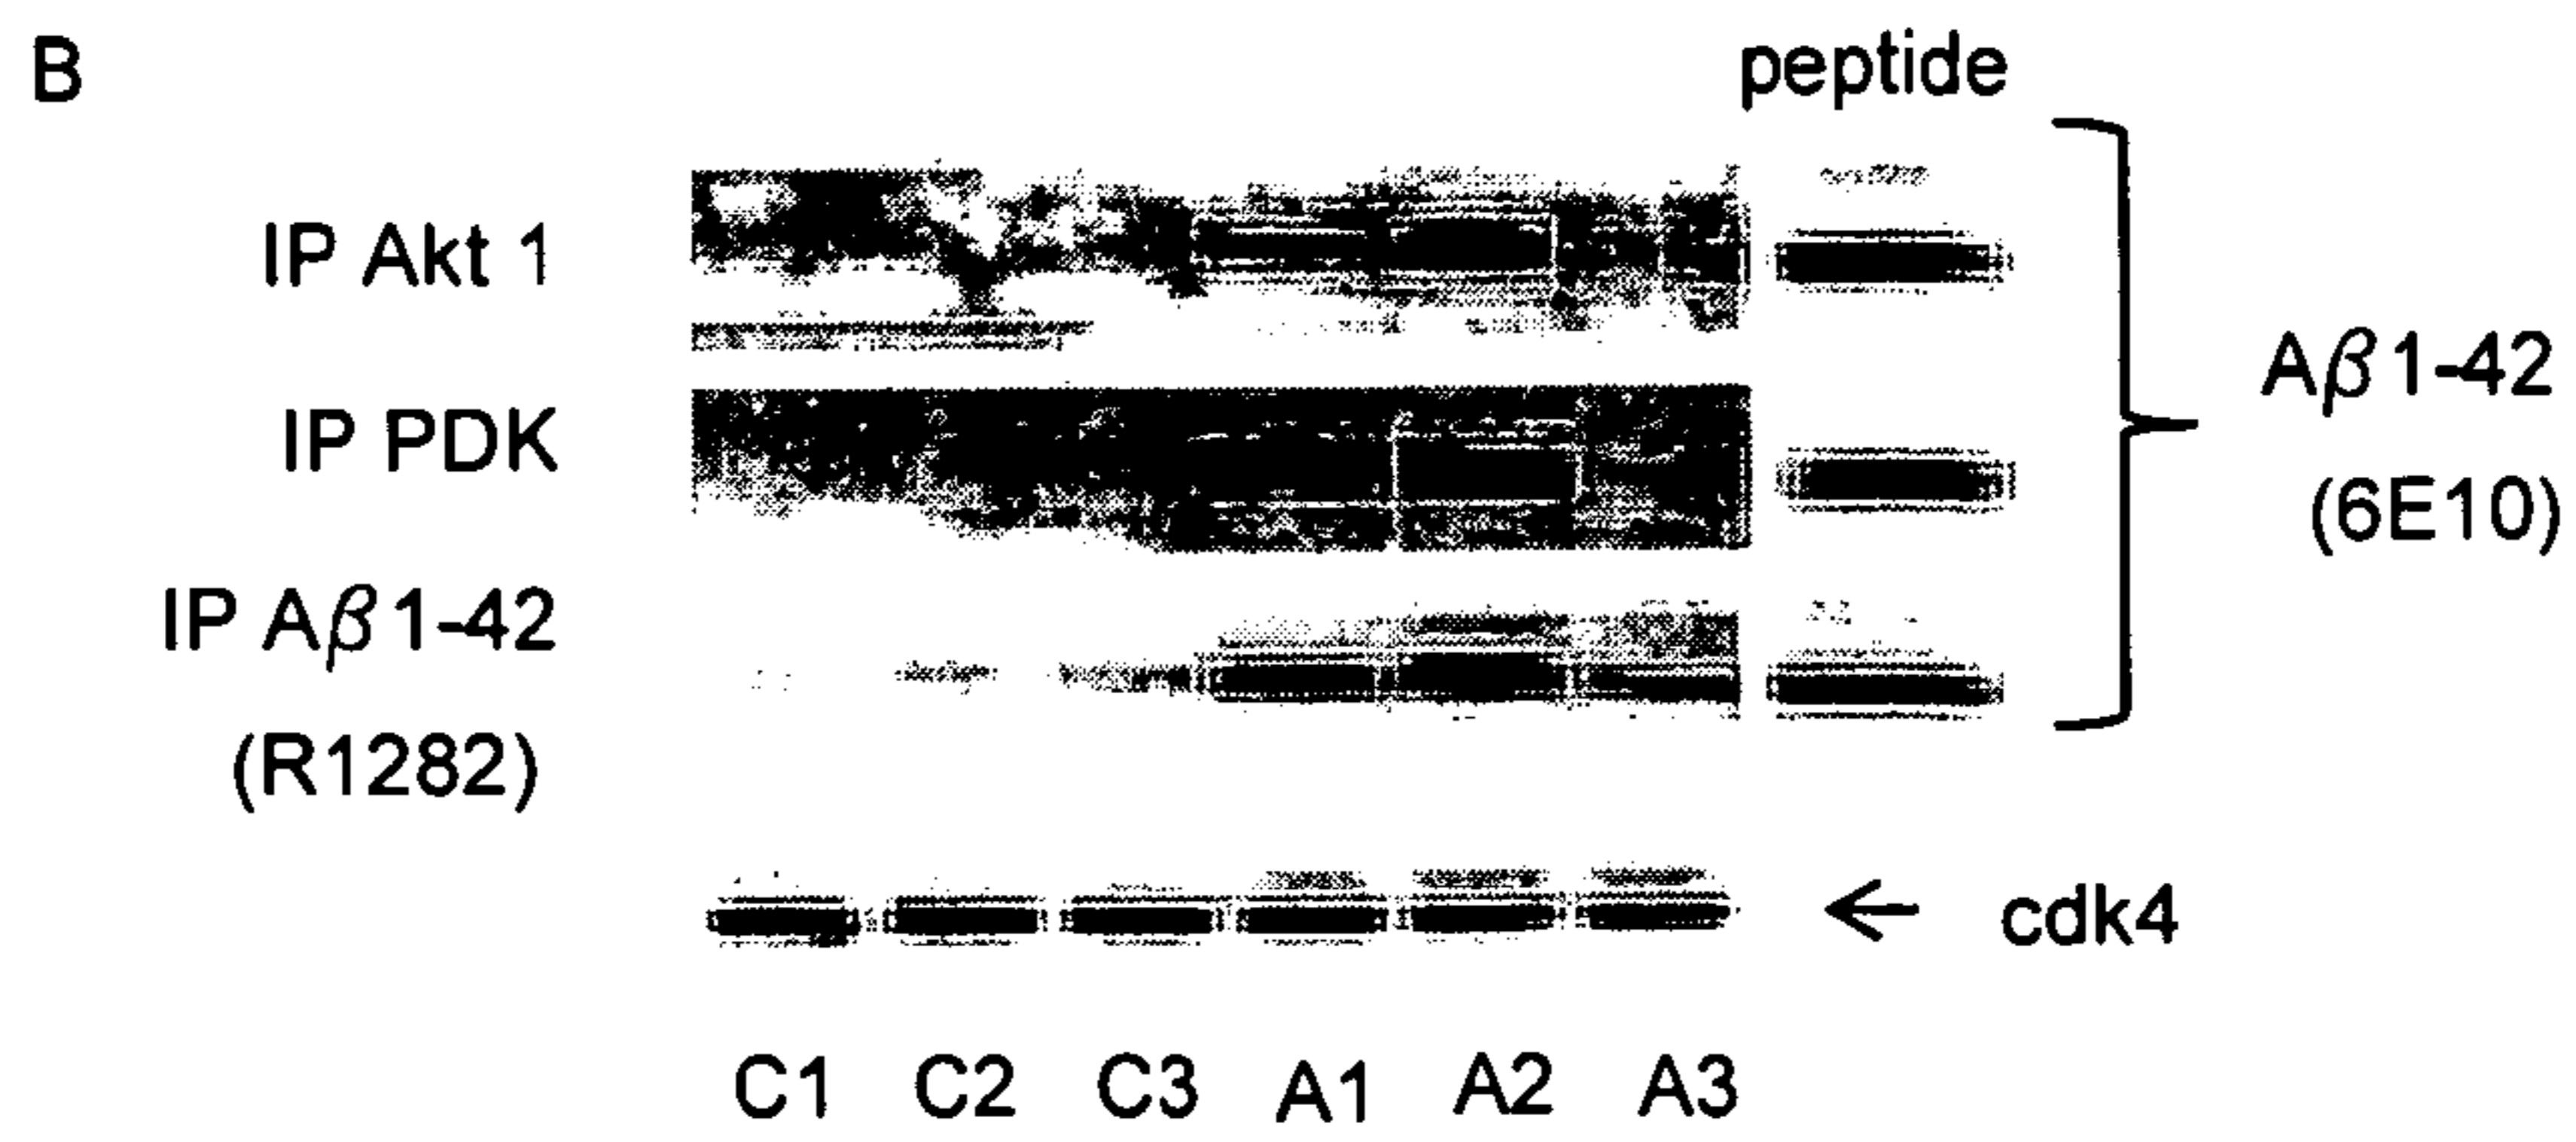 B
peptide
IP Akt 1
IP PDK
IP Aβ1-42
(R1282)
Aβ1-42
(6E10)
cdk4
C1 C2 C3 A1 A2 A3